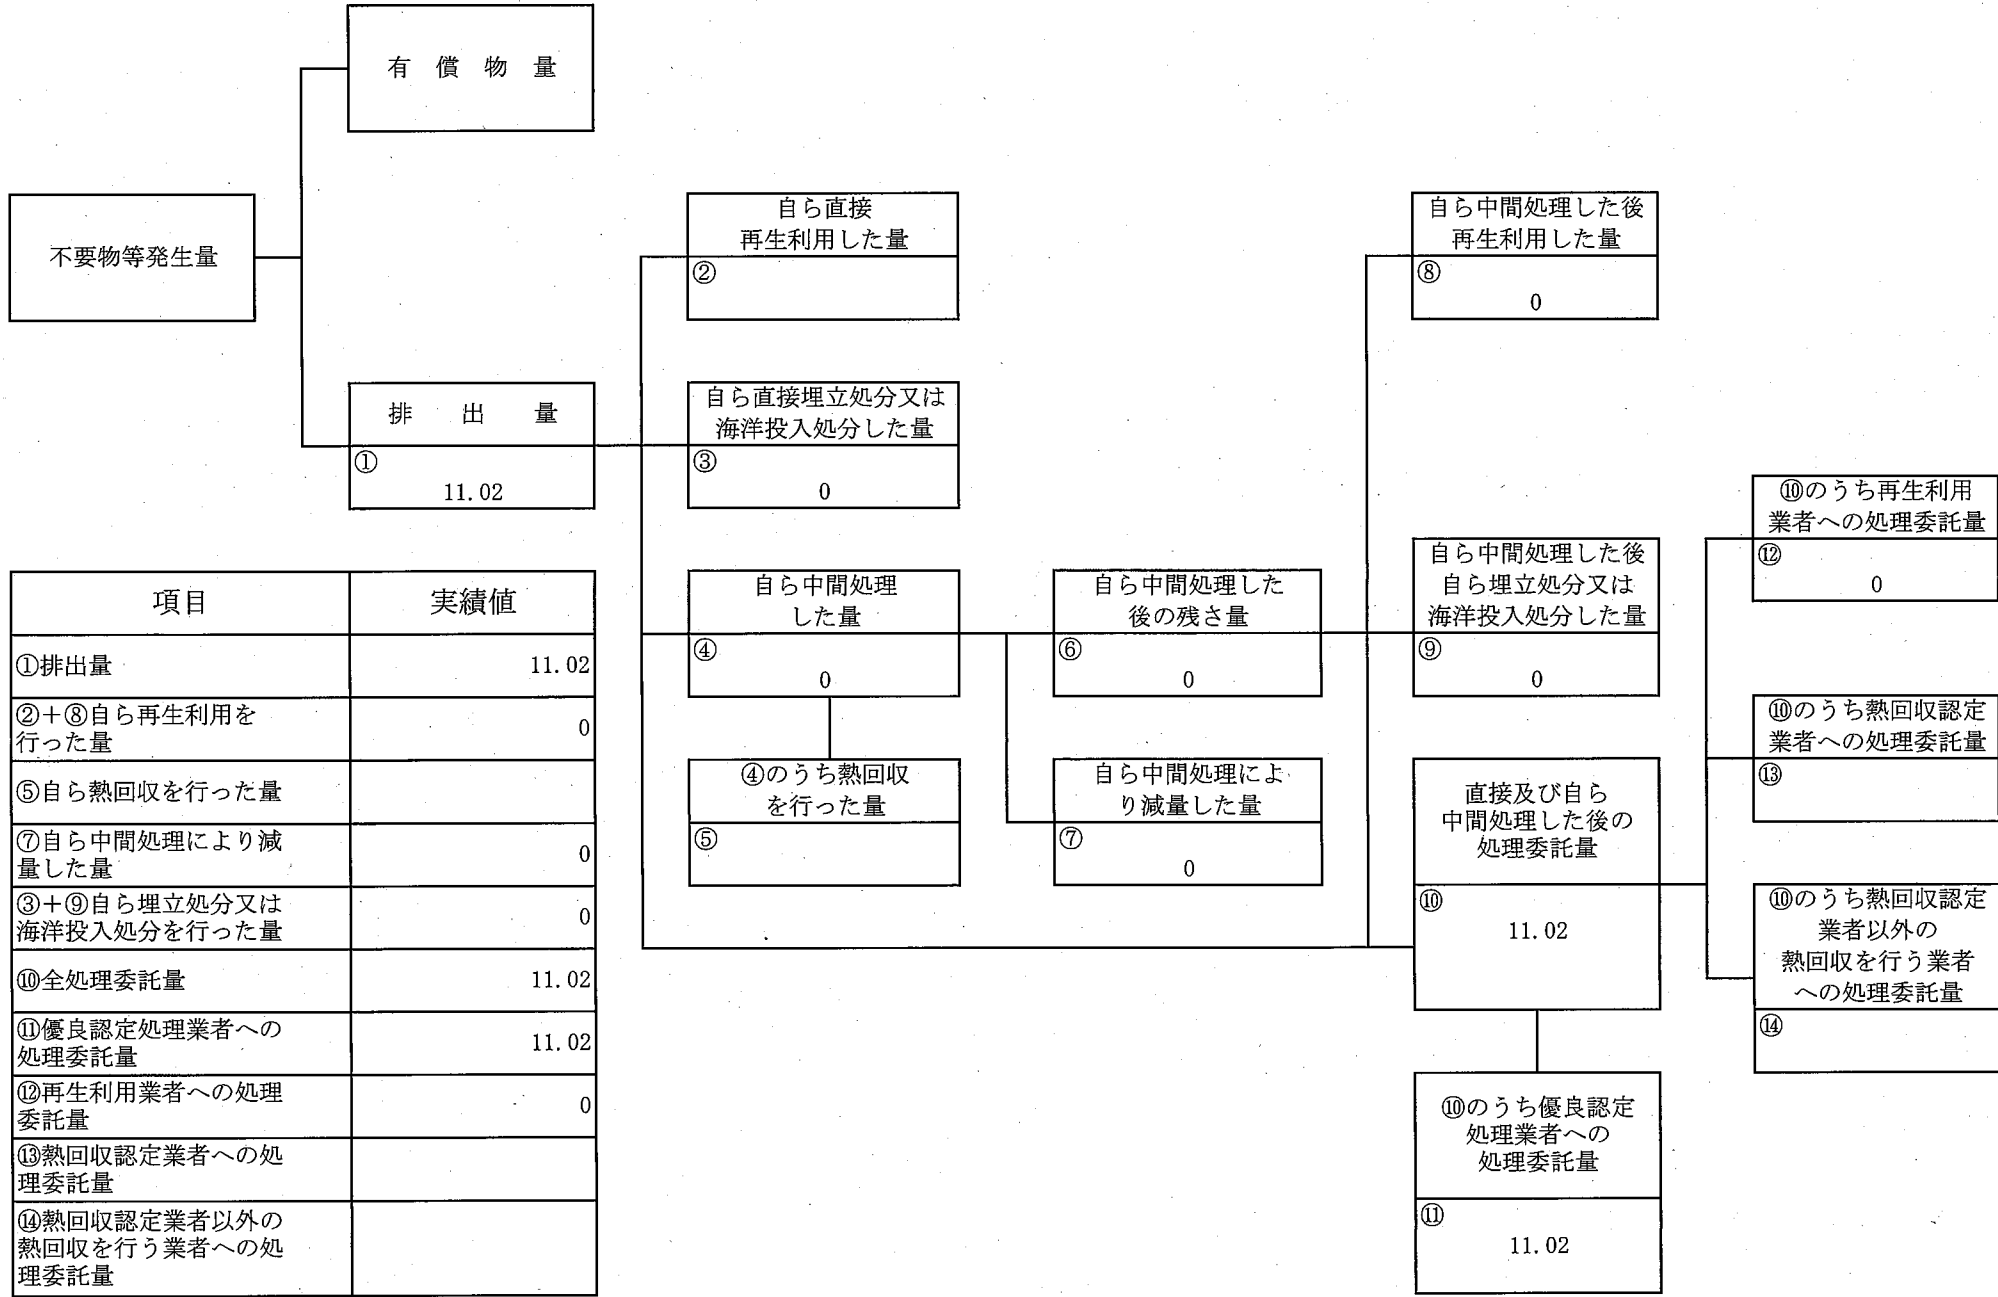 有 償 物 量
不要物等発生量
排 出 量
①
11.02
自ら直接
再生利用した量
②
自ら直接埋立処分又は
海洋投入処分した量
③
0
自ら中間処理
した量
④
0
④のうち熱回収
を行った量
⑤
自ら中間処理した
後の残さ量
⑥
0
自ら中間処理によ
り減量した量
⑦
0
自ら中間処理した後
再生利用した量
⑧
0
自ら中間処理した後
自ら埋立処分又は
海洋投入処分した量
⑨
0
直接及び自ら
中間処理した後の
処理委託量
⑩
11.02
⑩のうち優良認定
処理業者への
処理委託量
⑪
11.02
⑩のうち再生利用
業者への処理委託量
⑫
0
⑩のうち熱回収認定
業者への処理委託量
⑬
⑩のうち熱回収認定
業者以外の
熱回収を行う業者
への処理委託量
⑭
項目 実績値
①排出量 11.02
②+⑧自ら再生利用を
行った量 0
⑤自ら熱回収を行った量
⑦自ら中間処理により減
量した量 0
③+⑨自ら埋立処分又は
海洋投入処分を行った量 0
⑩全処理委託量 11.02
⑪優良認定処理業者への
処理委託量 11.02
⑫再生利用業者への処理
委託量 0
⑬熱回収認定業者への処
理委託量
⑭熱回収認定業者以外の
熱回収を行う業者への処
理委託量